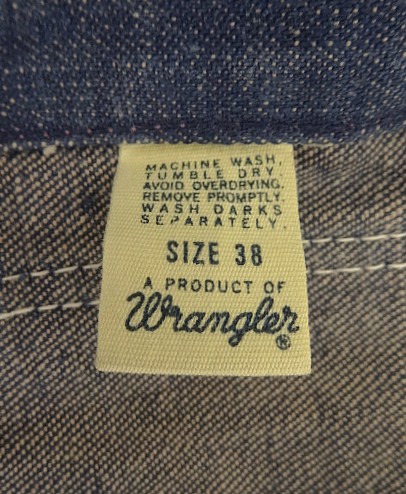 MACHINE WASH,
TUMBLE DRY.
AVOID OVERDRYING.
REMOVE PROMPTLY.
WASH DARKS
SEPARATELY.
SIZE 38
A PRODUCT OF
Wrangler®